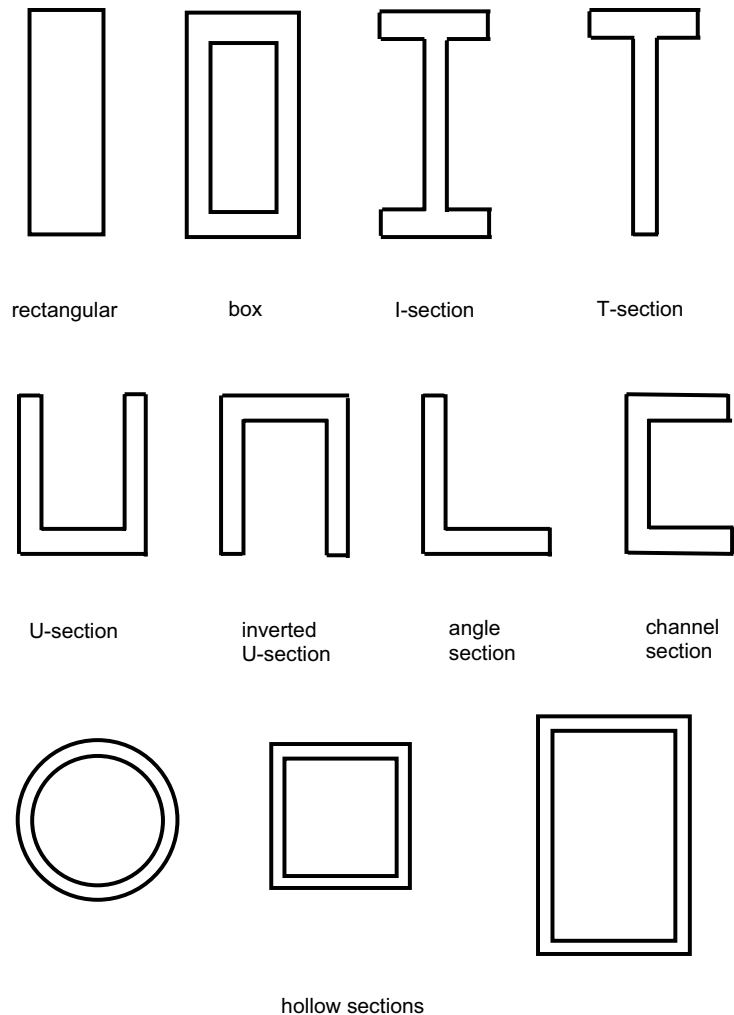 rectangular
box
I-section
T-section
U-section
inverted
U-section
angle
section
channel
section
hollow sections